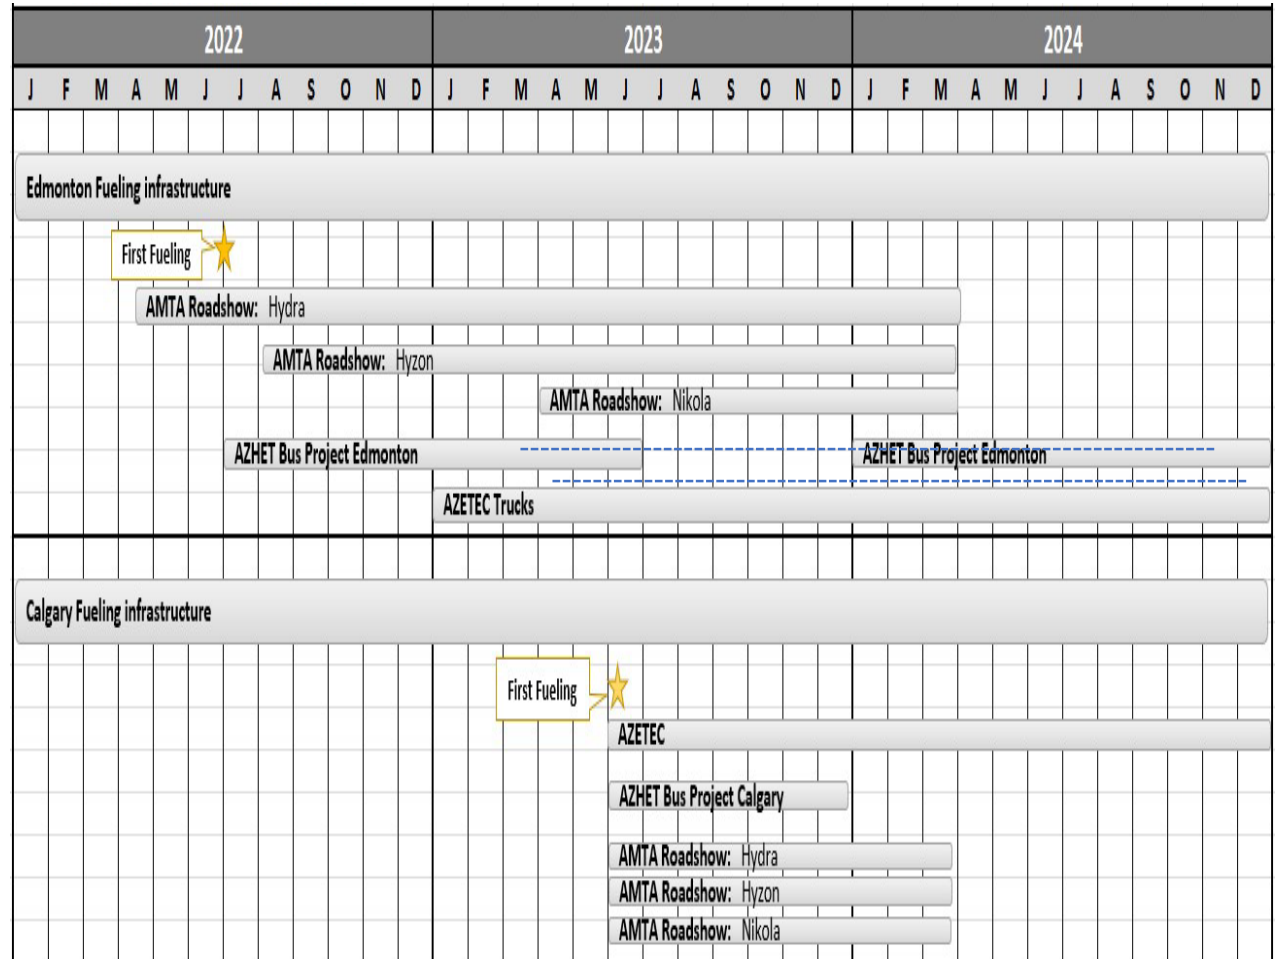 2022 2023 2024
J F M A M J J A S O N D J F M A M J J A S O N D J F M A M J J A S O N D
Edmonton Fueling infrastructure
First Fueling
AMTA Roadshow: Hydra
AMTA Roadshow: Hyzon
AMTA Roadshow: Nikola
AZHET Bus Project Edmonton AZHET Bus Project Edmonton
AZETEC Trucks
Calgary Fueling infrastructure
First Fueling
AZETEC
AZHET Bus Project Calgary
AMTA Roadshow: Hydra
AMTA Roadshow: Hyzon
AMTA Roadshow: Nikola